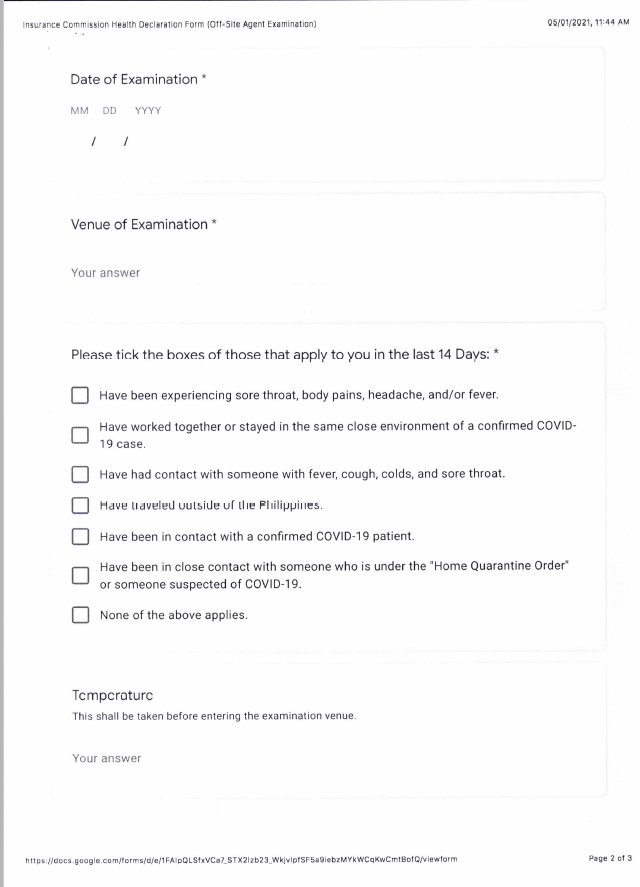 Insurance Commission Health Declaration Form (Off-Site Agent Examination)
05/01/2021, 11:44 AM
Date of Examination *
MM DD YYYY
/ /
Venue of Examination *
Your answer
Please tick the boxes of those that apply to you in the last 14 Days: *
Have been experiencing sore throat, body pains, headache, and/or fever.
Have worked together or stayed in the same close environment of a confirmed COVID-
19 case.
Have had contact with someone with fever, cough, colds, and sore throat.
Have traveled outside of the Philippines.
Have been in contact with a confirmed COVID-19 patient.
Have been in close contact with someone who is under the "Home Quarantine Order"
or someone suspected of COVID-19.
None of the above applies.
Temperature
This shall be taken before entering the examination venue.
Your answer
Page 2 of 3